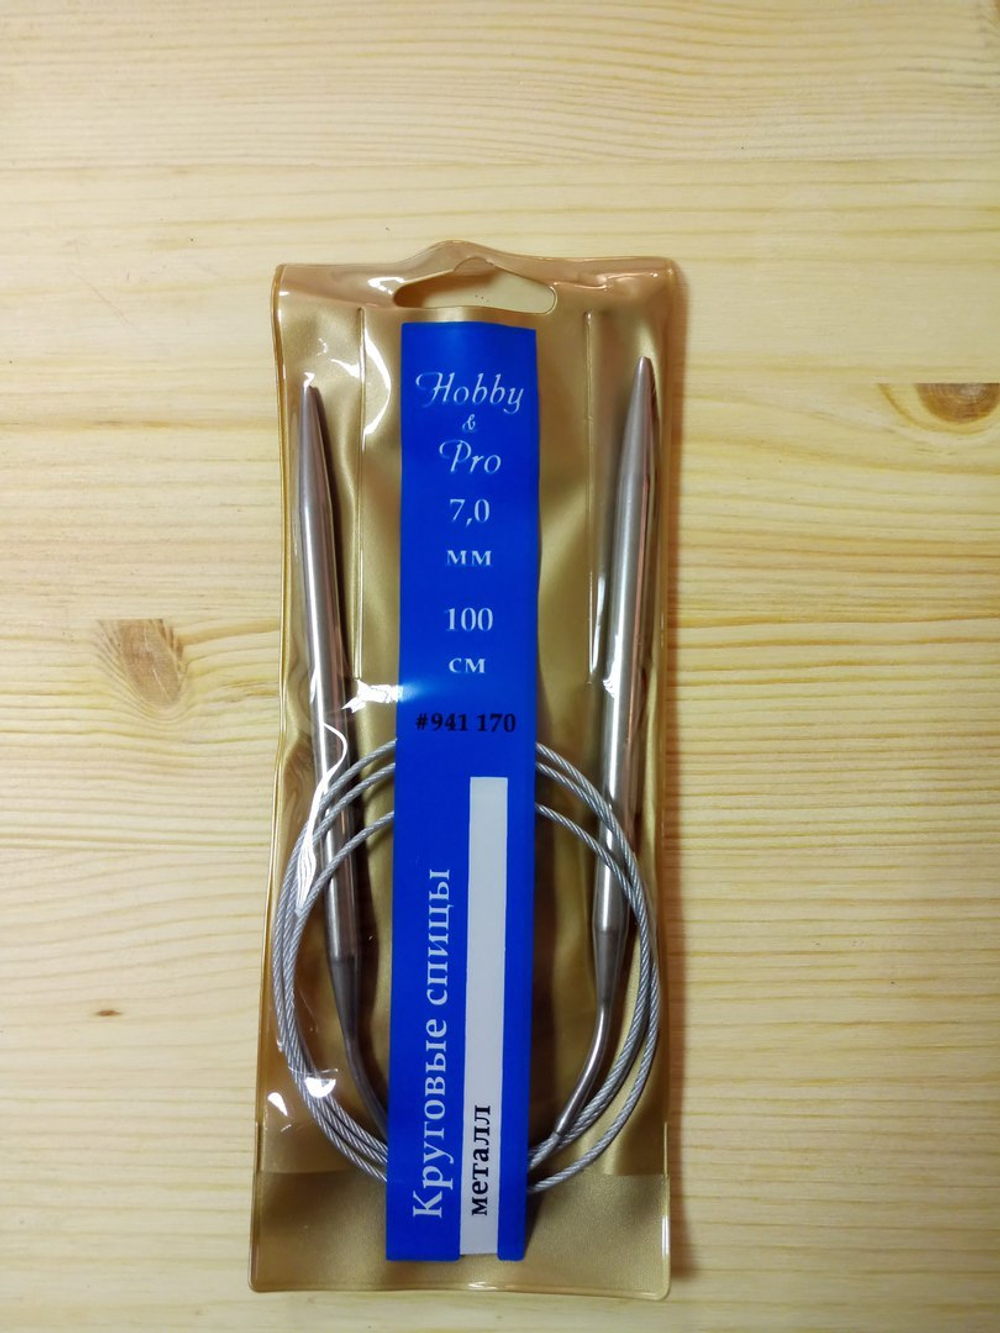 Hobby
&
Pro
7,0
мм
100
см
#941 170
Круговые спицы
металл